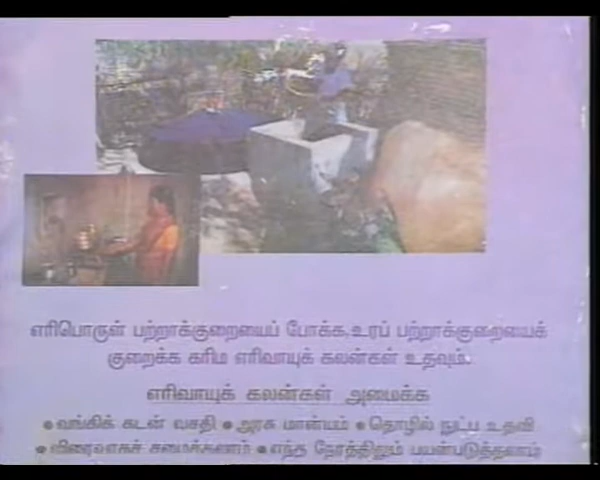 எரிபொருள் பற்றாக்குறையைப் போக்க, உரப் பற்றாக்குறையைக்
குறைக்க கரிம எரிவாயுக் கலன்கள் உதவும்.
எரிவாயுக் கலன்கள் அமைக்க
• வங்கிக் கடன் வசதி • அரசு மான்யம் • தொழில் நுட்ப உதவி
• விரைவாகச் சமைக்கலாம் • எந்த நேரத்திலும் பயன்படுத்தலாம்